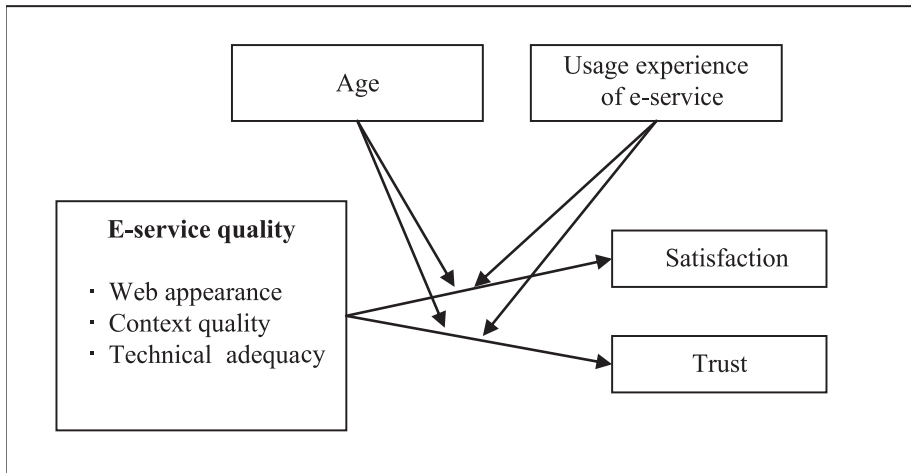 Age
Usage experience
of e-service
E-service quality
· Web appearance
· Context quality
· Technical adequacy
Satisfaction
Trust